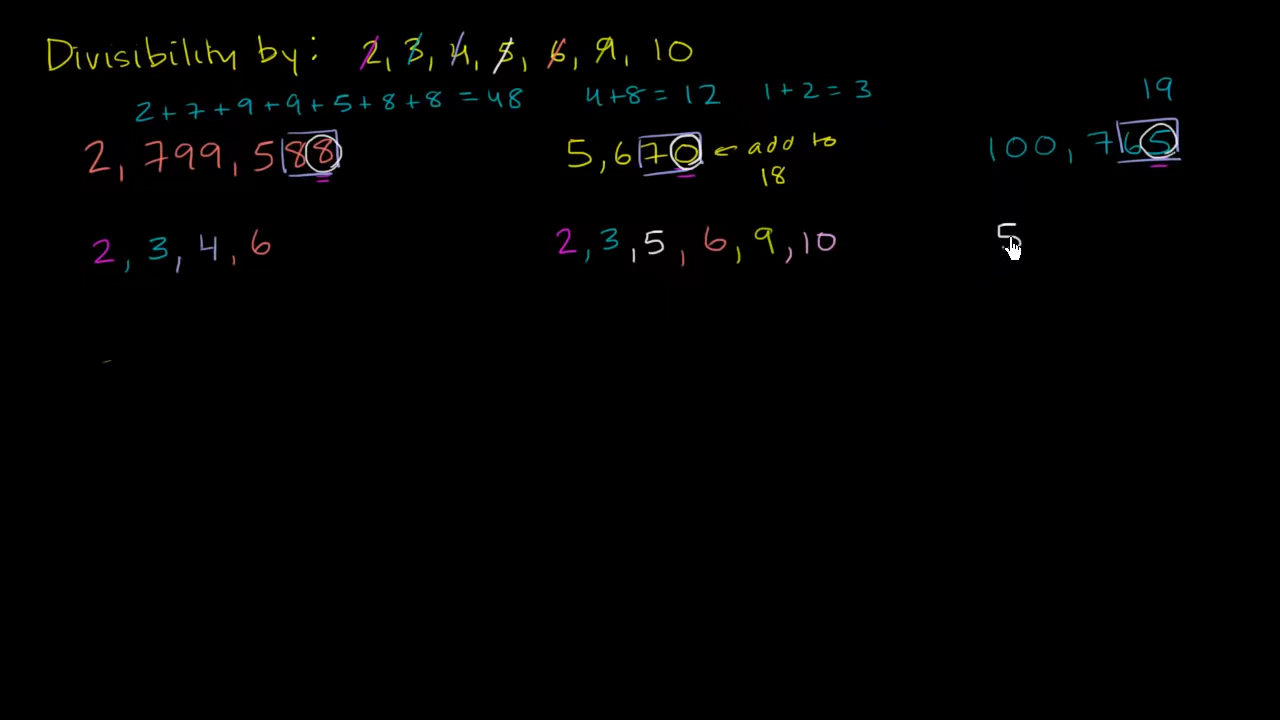 Divisibility by: 2, 3, 4, 5, 6, 9, 10
2+7+9+9+5+8+8 = 48 4+8 = 12 1+2 = 3 19
2,799,588 5,670 ← add to 18 100,765
2, 3, 4, 6 2, 3, 5, 6, 9, 10 5